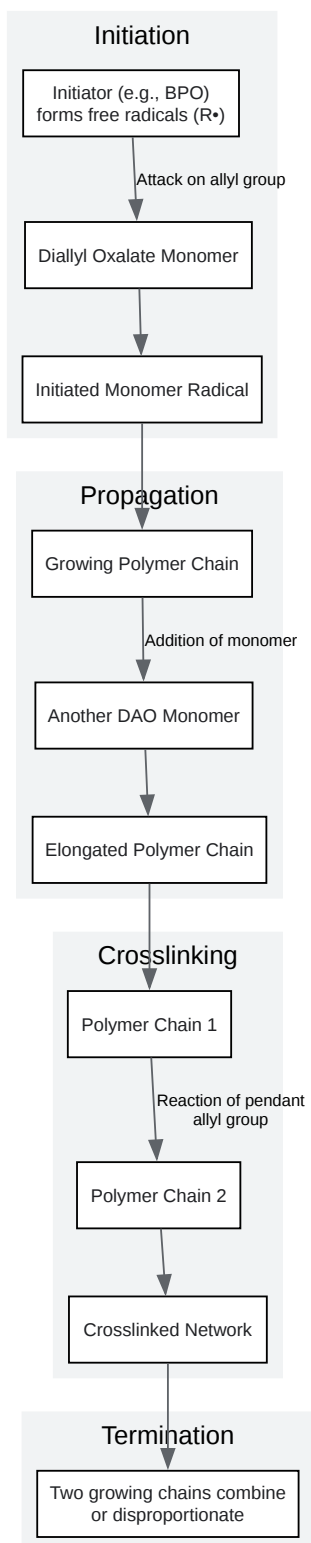 Initiation
Initiator (e.g., BPO)
forms free radicals (R•)
Attack on allyl group
Diallyl Oxalate Monomer
Initiated Monomer Radical
Propagation
Growing Polymer Chain
Addition of monomer
Another DAO Monomer
Elongated Polymer Chain
Crosslinking
Polymer Chain 1
Reaction of pendant
allyl group
Polymer Chain 2
Crosslinked Network
Termination
Two growing chains combine
or disproportionate